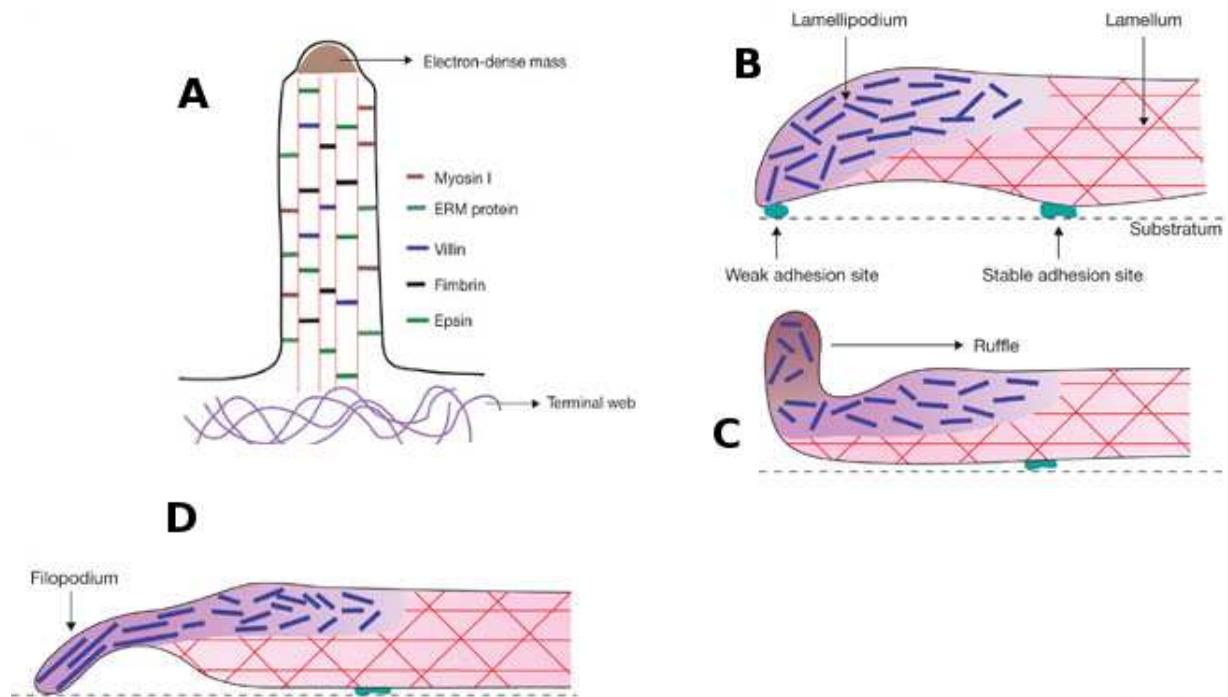 A
Electron-dense mass
Myosin I
ERM protein
Villin
Fimbrin
Epsin
Terminal web
B
Lamellipodium
Lamellum
Substratum
Weak adhesion site
Stable adhesion site
C
Ruffle
D
Filopodium